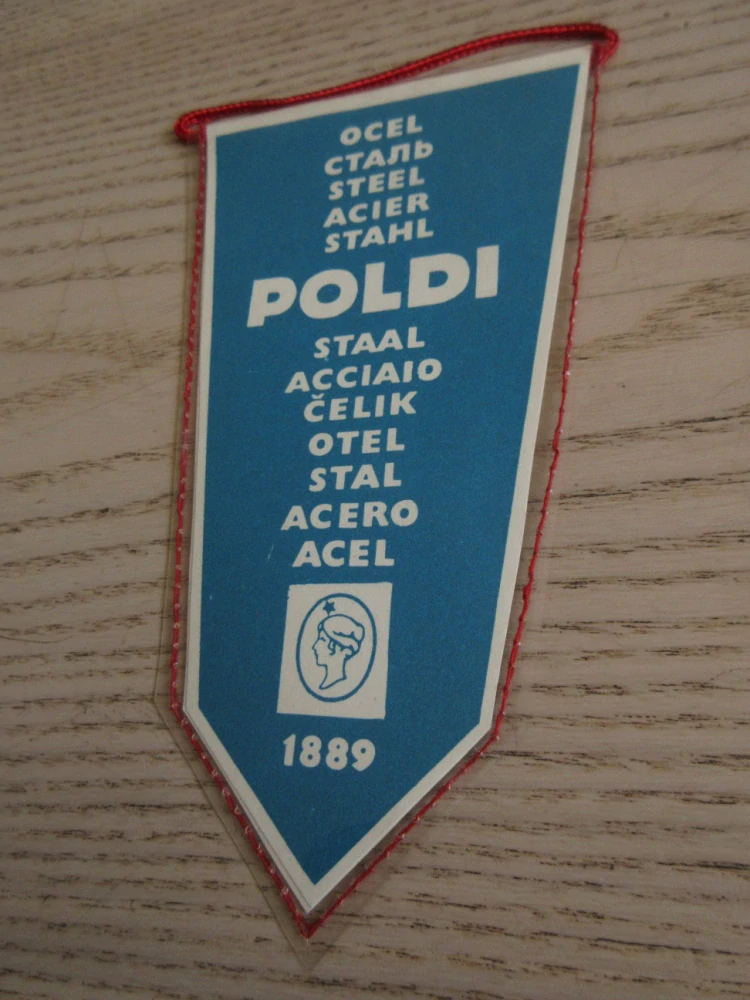 OCEL
СТАЛЬ
STEEL
ACIER
STAHL
POLDI
STAAL
ACCIAIO
ČELIK
OTEL
STAL
ACERO
ACEL
1889